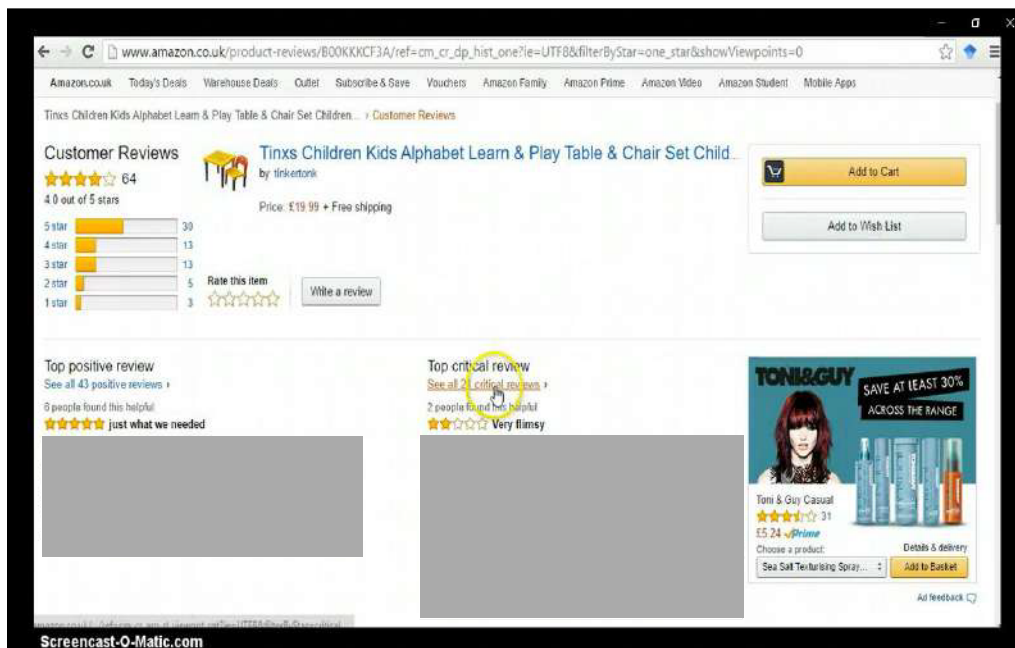 www.amazon.co.uk/product-reviews/B00KKKCF3A/ref=cm_cr_dp_hist_one?ie=UTF8&filterByStar=one_star&showViewpoints=0
Amazon.co.uk Today's Deals Warehouse Deals Outlet Subscribe & Save Vouchers Amazon Family Amazon Prime Amazon Video Amazon Student Mobile Apps
Tinxs Children Kids Alphabet Learn & Play Table & Chair Set Children... › Customer Reviews
Customer Reviews
64
4.0 out of 5 stars
5 star 30
4 star 13
3 star 13
2 star 5
1 star 3
Tinxs Children Kids Alphabet Learn & Play Table & Chair Set Child...
by tinkertonk
Price: £19.99 + Free shipping
Rate this item
Write a review
Add to Cart
Add to Wish List
Top positive review
See all 43 positive reviews ›
6 people found this helpful
just what we needed
Top critical review
See all 21 critical reviews ›
2 people found this helpful
Very flimsy
TONI&GUY
SAVE AT LEAST 30%
ACROSS THE RANGE
Toni & Guy Casual
31
£5.24 Prime
Choose a product:
Details & delivery
Sea Salt Texturising Spray...
Add to Basket
Ad feedback
Screencast-O-Matic.com